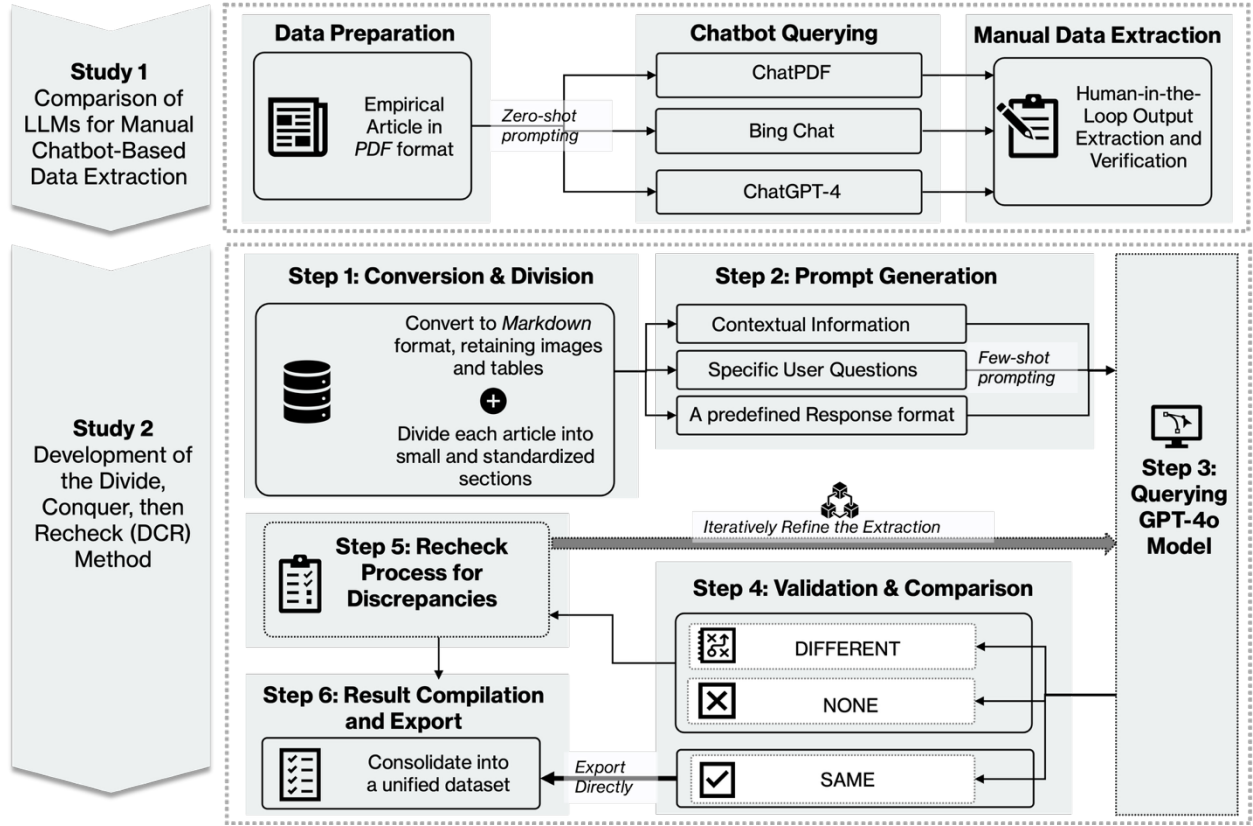 Study 1
Comparison of
LLMs for Manual
Chatbot-Based
Data Extraction
Data Preparation
Empirical
Article in
PDF format
Zero-shot
prompting
Chatbot Querying
ChatPDF
Bing Chat
ChatGPT-4
Manual Data Extraction
Human-in-the-
Loop Output
Extraction and
Verification
Study 2
Development of
the Divide,
Conquer, then
Recheck (DCR)
Method
Step 1: Conversion & Division
Convert to Markdown
format, retaining images
and tables
Divide each article into
small and standardized
sections
Step 2: Prompt Generation
Contextual Information
Specific User Questions
A predefined Response format
Few-shot
prompting
Step 3:
Querying
GPT-4o
Model
Iteratively Refine the Extraction
Step 4: Validation & Comparison
DIFFERENT
NONE
SAME
Step 5: Recheck
Process for
Discrepancies
Export
Directly
Step 6: Result Compilation
and Export
Consolidate into
a unified dataset